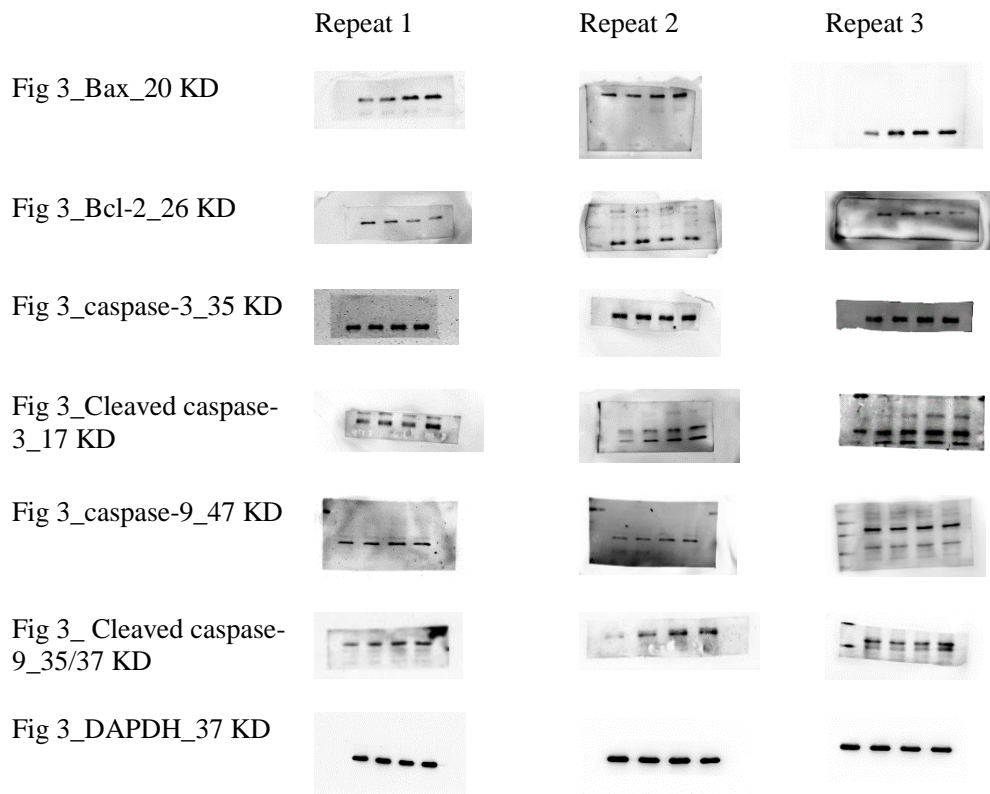 Repeat 1 Repeat 2 Repeat 3
Fig 3_Bax_20 KD
Fig 3_Bcl-2_26 KD
Fig 3_caspase-3_35 KD
Fig 3_Cleaved caspase-
3_17 KD
Fig 3_caspase-9_47 KD
Fig 3_ Cleaved caspase-
9_35/37 KD
Fig 3_DAPDH_37 KD